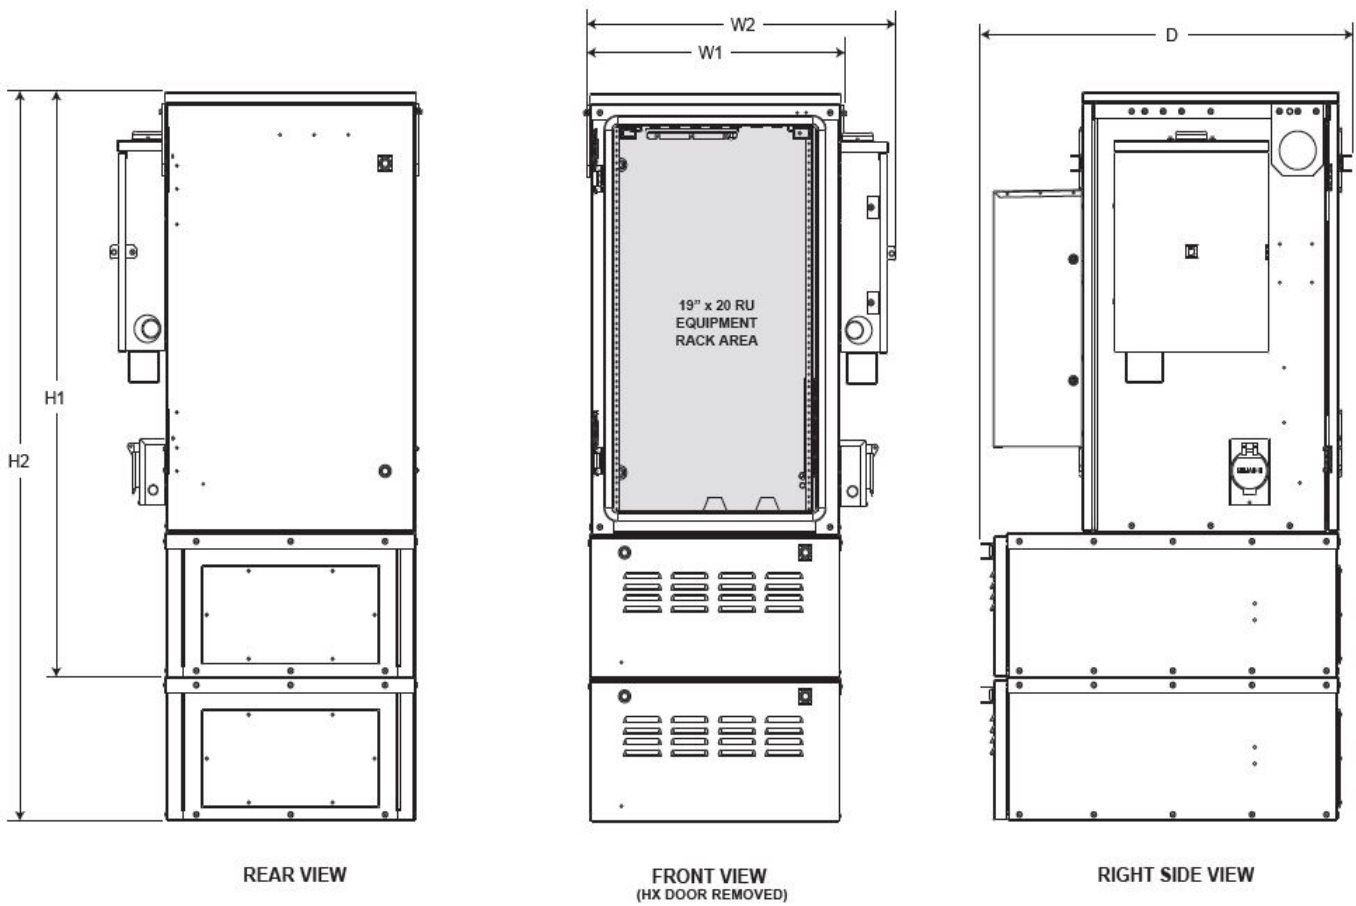 W2
W1
D
H1
H2
19” x 20 RU
EQUIPMENT
RACK AREA
REAR VIEW
FRONT VIEW
(HX DOOR REMOVED)
RIGHT SIDE VIEW